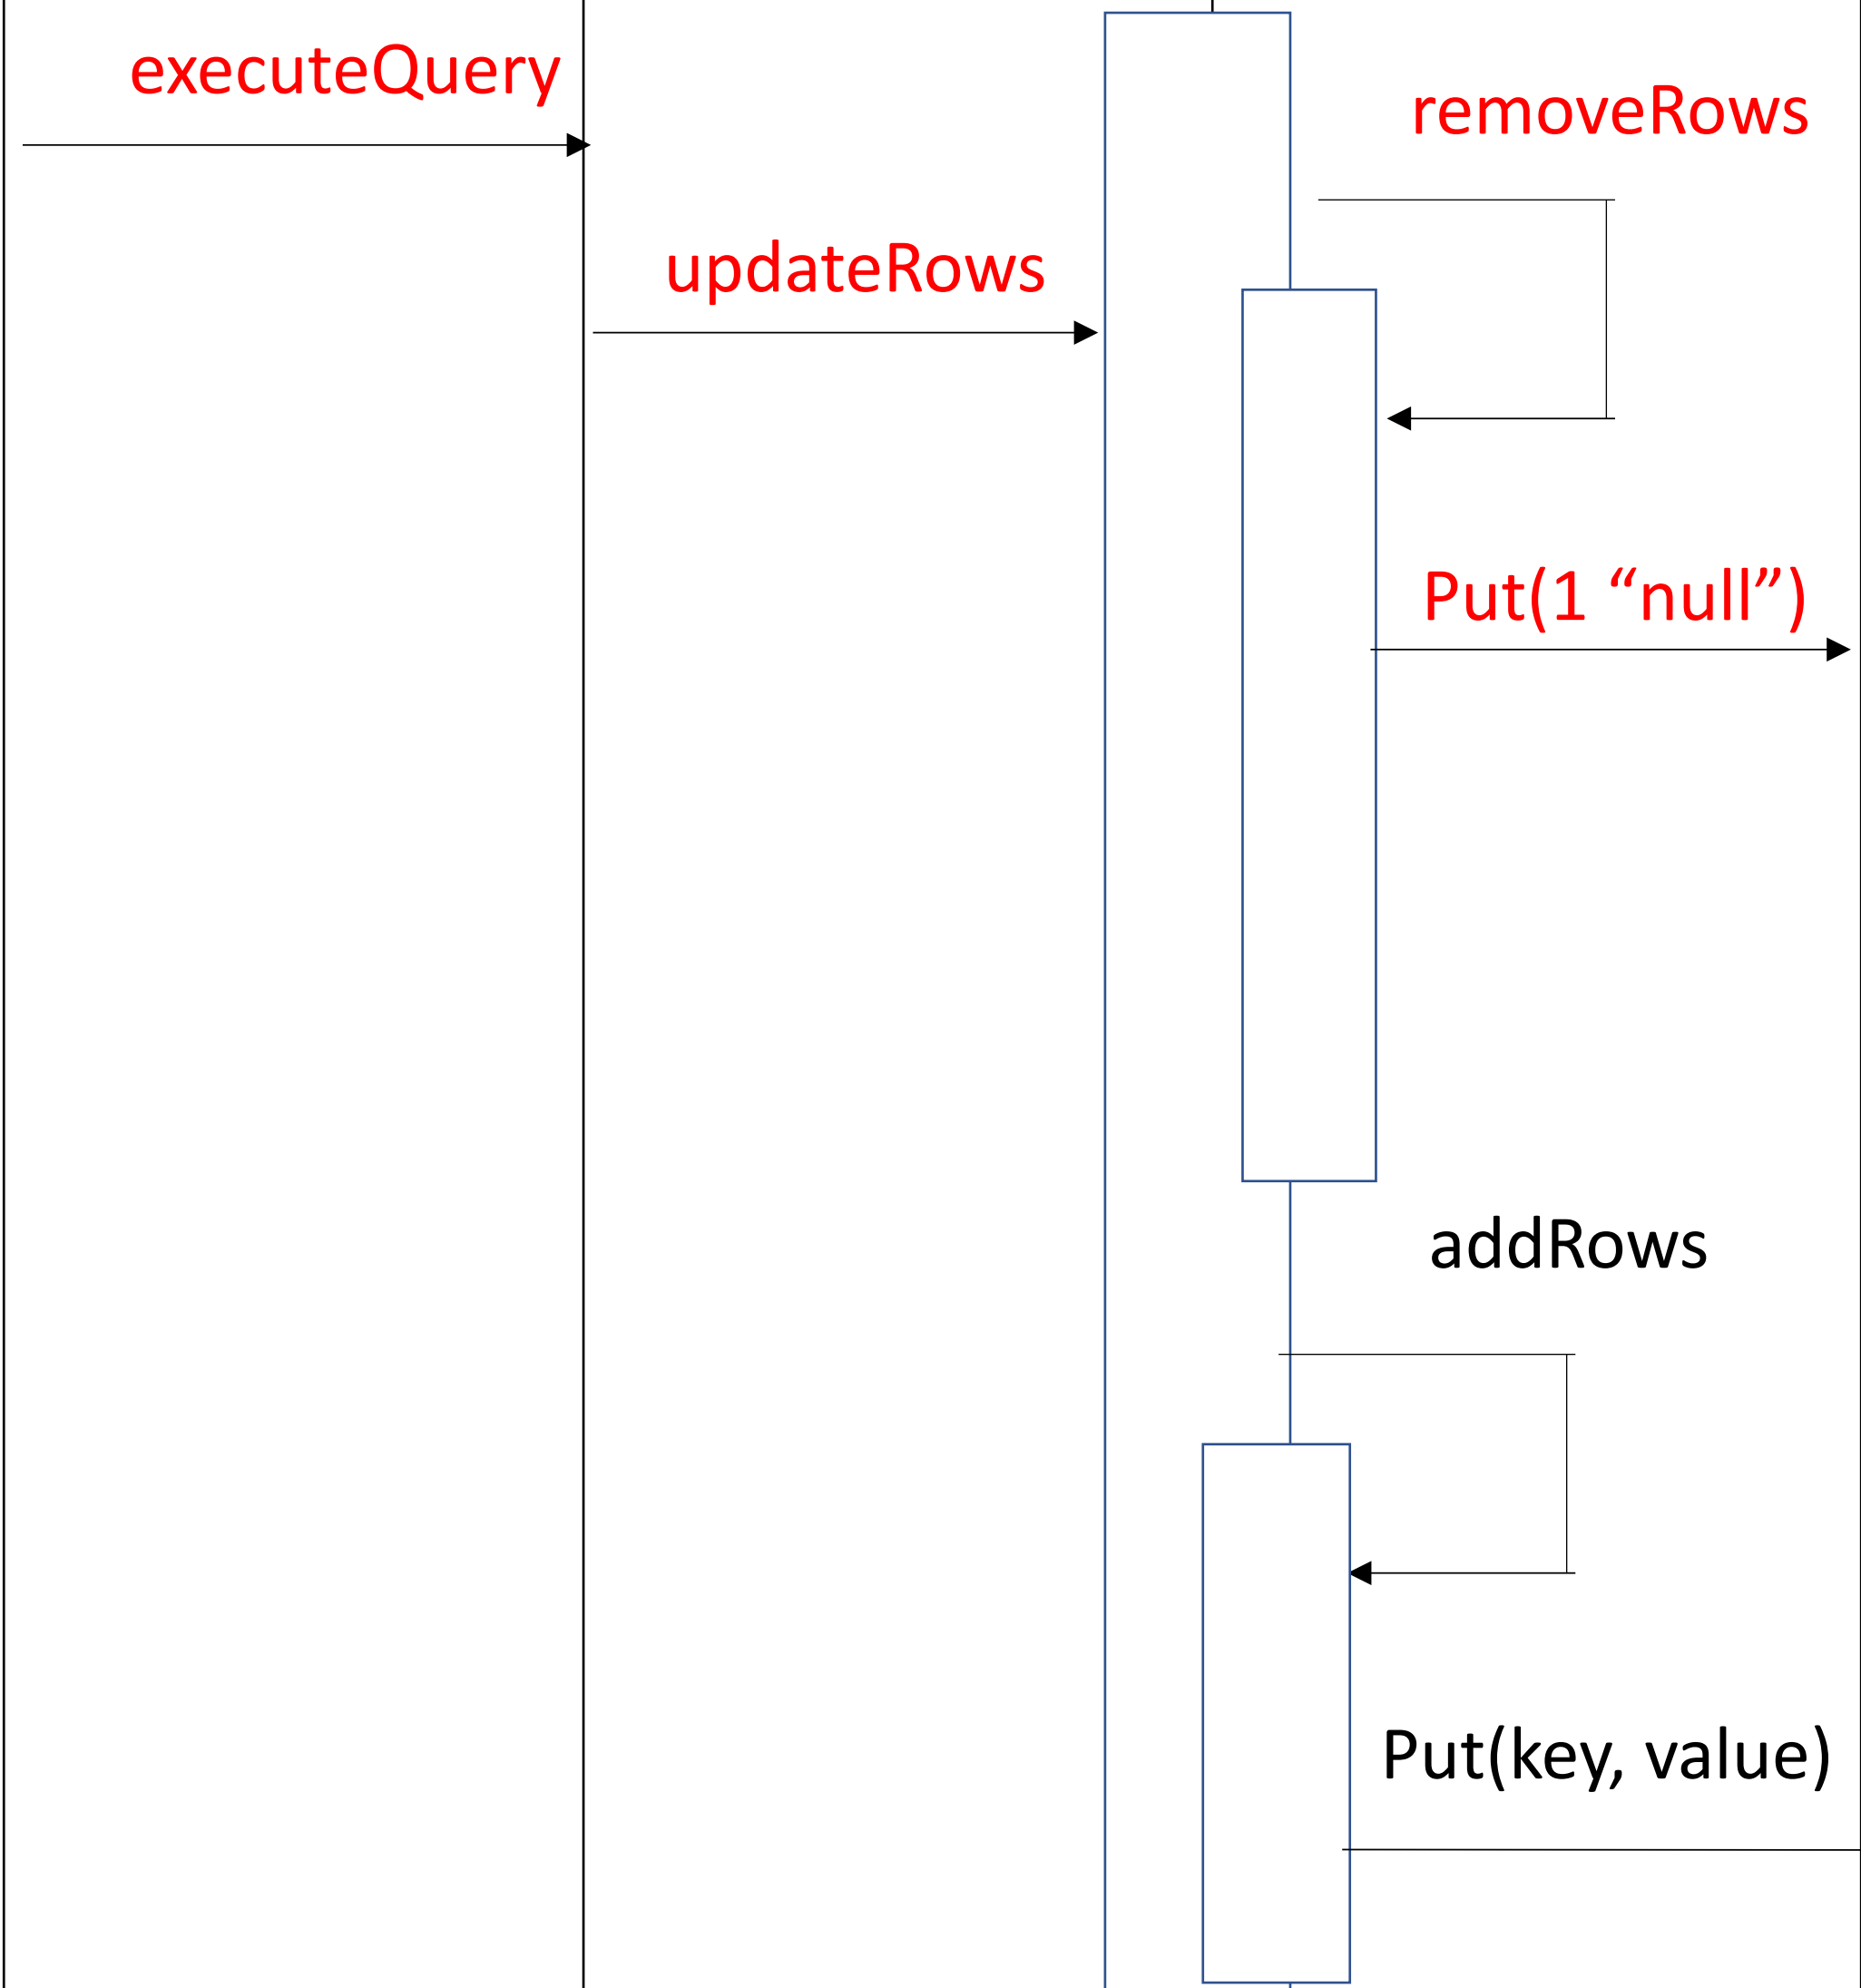 executeQuery
removeRows
updateRows
Put(1 “null”)
addRows
Put(key, value)